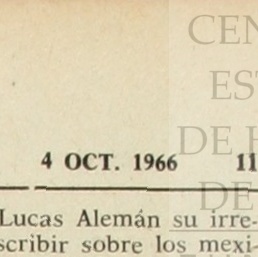 CEN
EST
DE H
DE
4 OCT. 1966 11
Lucas Alemán su irre-
scribir sobre los mexi-